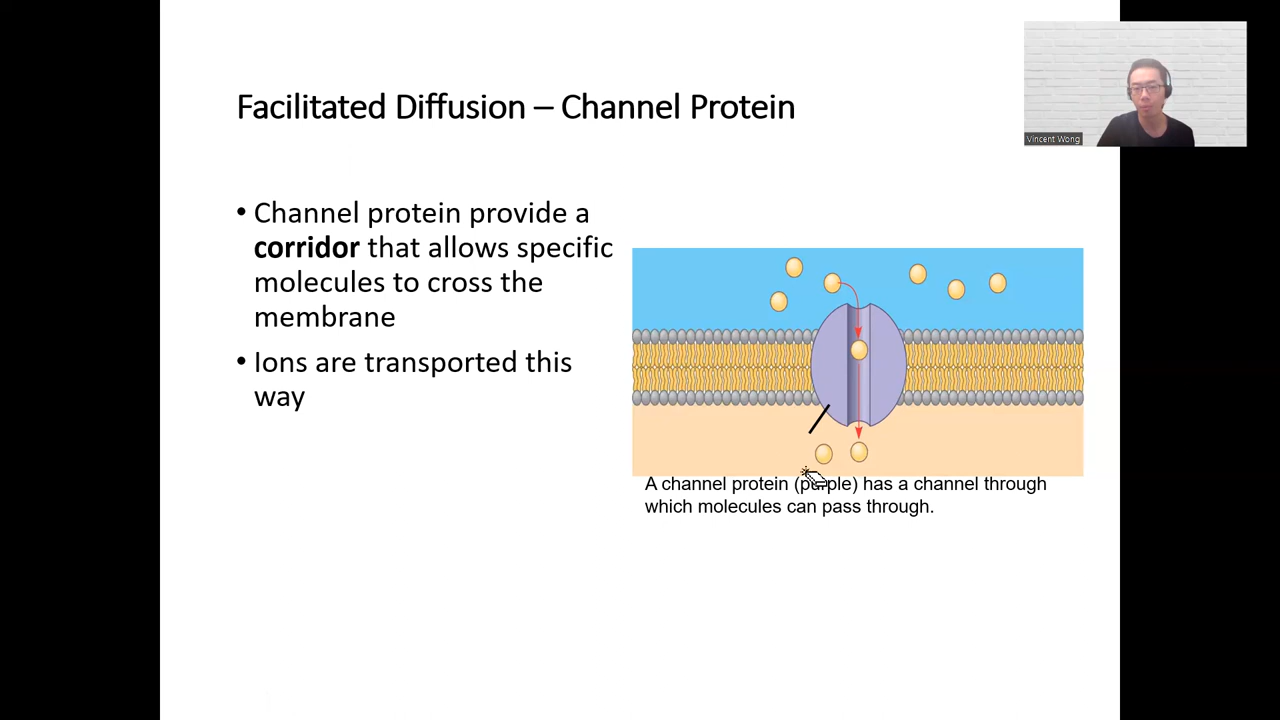 Facilitated Diffusion – Channel Protein
Vincent Wong
• Channel protein provide a
corridor that allows specific
molecules to cross the
membrane
• Ions are transported this
way
A channel protein (purple) has a channel through
which molecules can pass through.